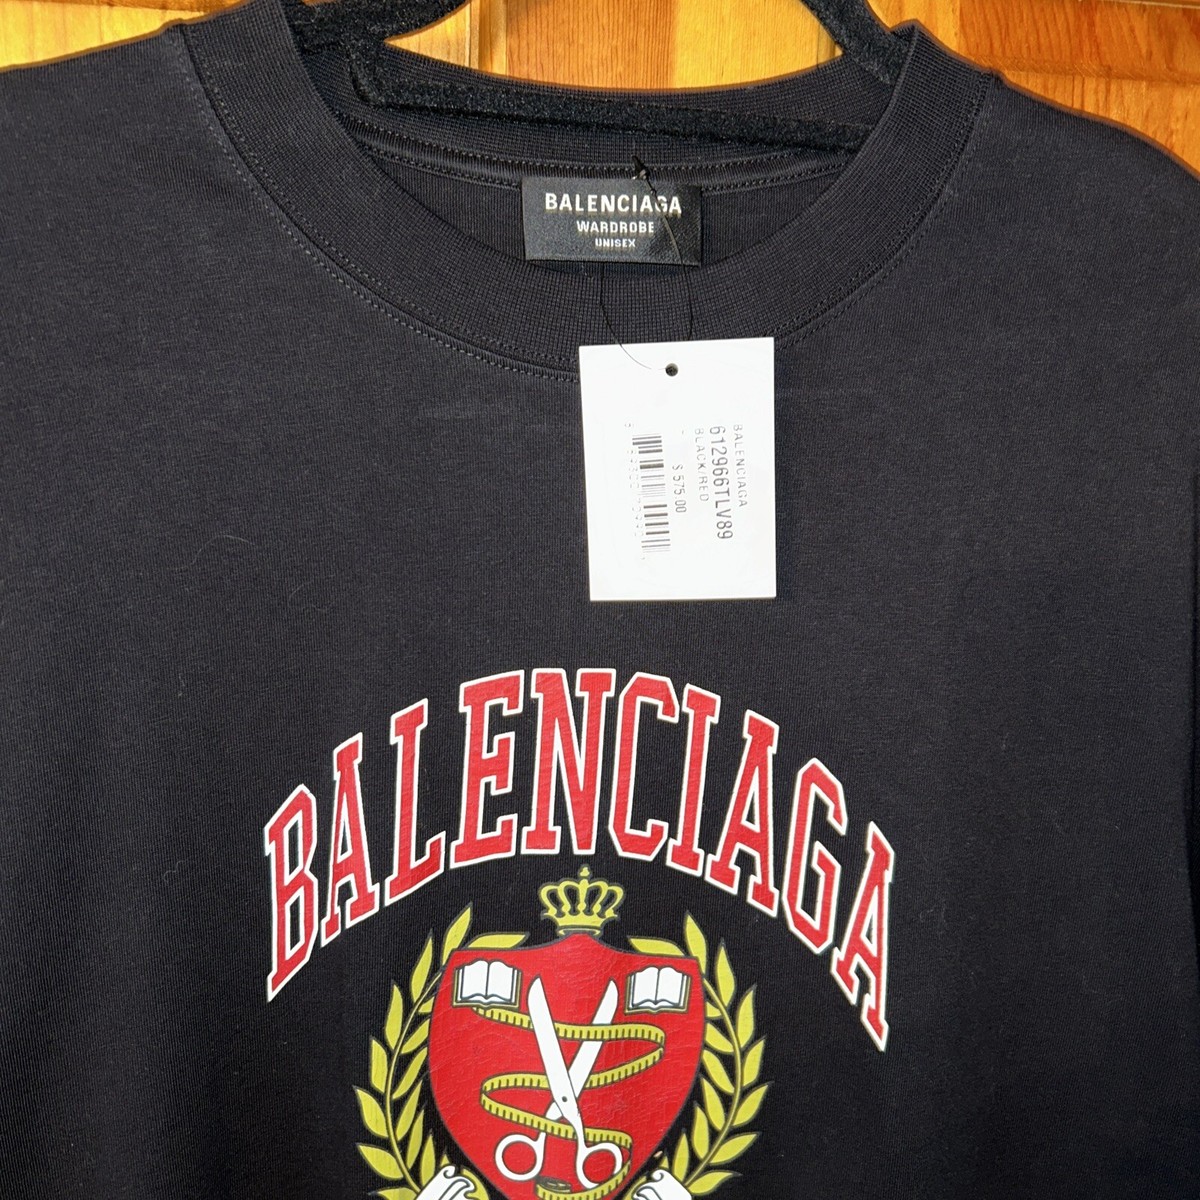 BALENCIAGA
WARDROBE
UNISEX
BALENCIAGA
612966TLV89
BLACK/RED
$ 575.00
BALENCIAGA